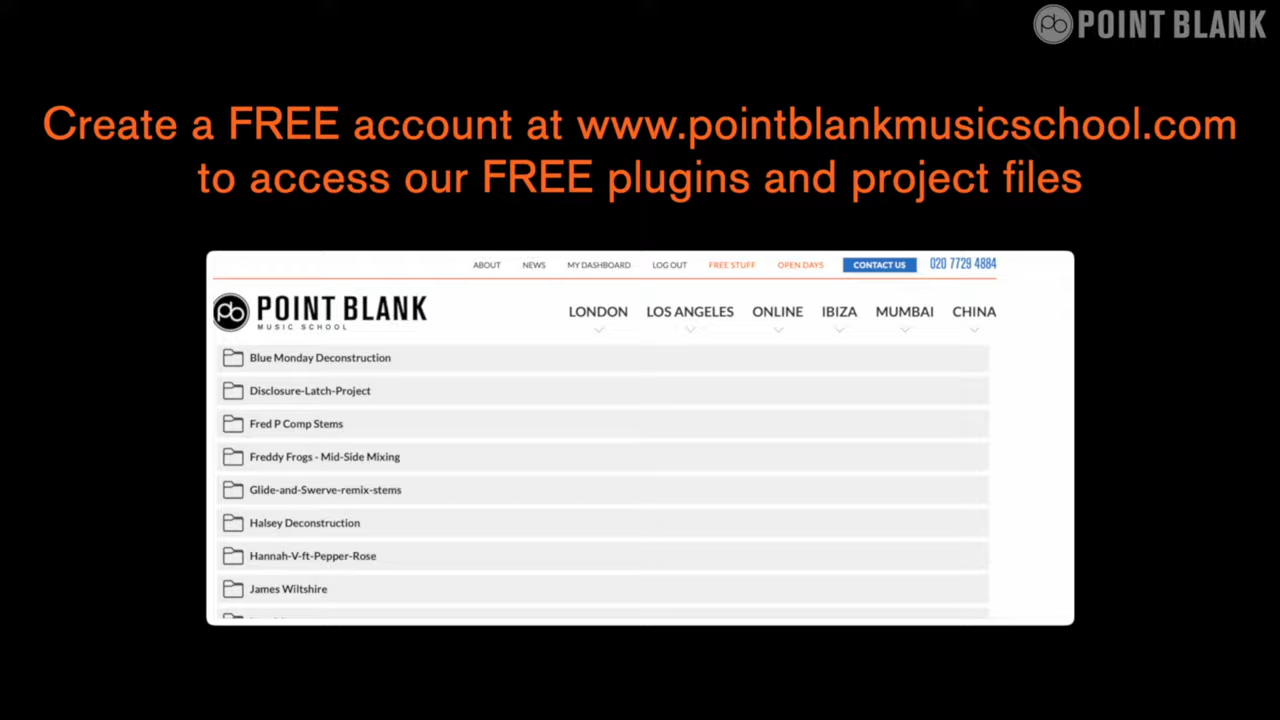 pb POINT BLANK
Create a FREE account at www.pointblankmusicschool.com
to access our FREE plugins and project files
ABOUT NEWS MY DASHBOARD LOG OUT FREE STUFF OPEN DAYS CONTACT US 020 7729 4884
pb POINT BLANK
MUSIC SCHOOL
LONDON LOS ANGELES ONLINE IBIZA MUMBAI CHINA
Blue Monday Deconstruction
Disclosure-Latch-Project
Fred P Comp Stems
Freddy Frogs - Mid-Side Mixing
Glide-and-Swerve-remix-stems
Halsey Deconstruction
Hannah-V-ft-Pepper-Rose
James Wiltshire